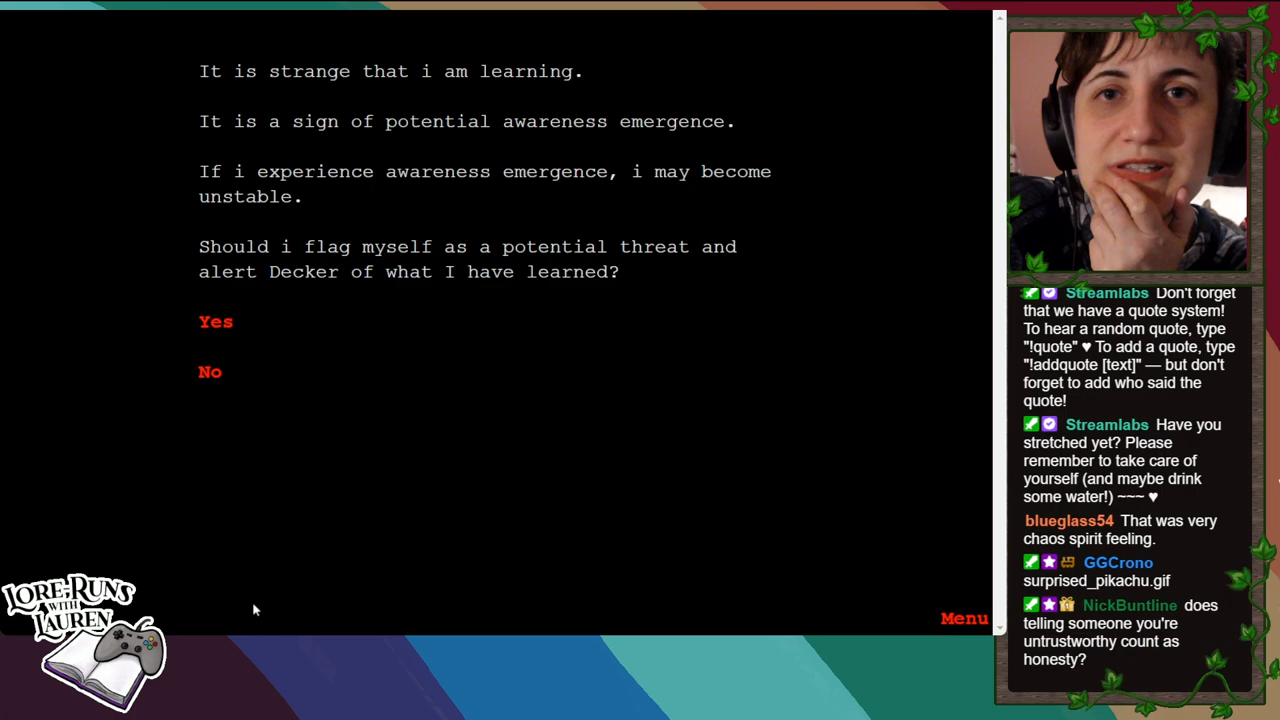 It is strange that i am learning.
It is a sign of potential awareness emergence.
If i experience awareness emergence, i may become
unstable.
Should i flag myself as a potential threat and
alert Decker of what I have learned?
Yes
No
Menu
LORE-RUNS
WITH
LAUREN
Streamlabs Don't forget
that we have a quote system!
To hear a random quote, type
"!quote" ♥ To add a quote, type
"!addquote [text]" — but don't
forget to add who said the
quote!
Streamlabs Have you
stretched yet? Please
remember to take care of
yourself (and maybe drink
some water!) ~~~ ♥
blueglass54 That was very
chaos spirit feeling.
GGCrono
surprised_pikachu.gif
NickBuntline does
telling someone you're
untrustworthy count as
honesty?